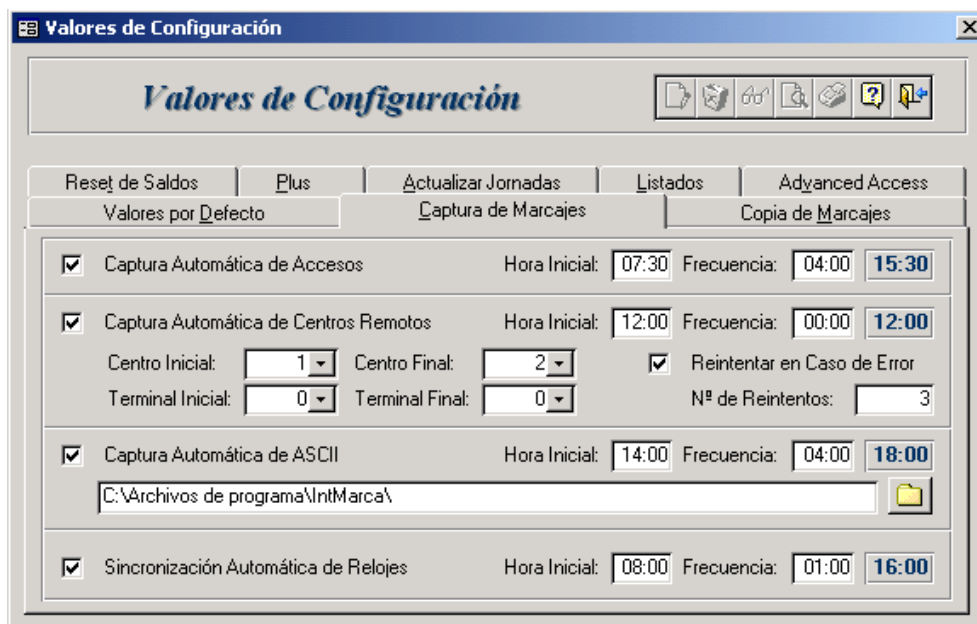 Valores de Configuración
Valores de Configuración
Reset de Saldos Plus Actualizar Jornadas Listados Advanced Access
Valores por Defecto Captura de Marcajes Copia de Marcajes
Captura Automática de Accesos Hora Inicial: 07:30 Frecuencia: 04:00 15:30
Captura Automática de Centros Remotos Hora Inicial: 12:00 Frecuencia: 00:00 12:00
Centro Inicial: 1 Centro Final: 2 Reintentar en Caso de Error
Terminal Inicial: 0 Terminal Final: 0 Nº de Reintentos: 3
Captura Automática de ASCII Hora Inicial: 14:00 Frecuencia: 04:00 18:00
C:\Archivos de programa\IntMarca\
Sincronización Automática de Relojes Hora Inicial: 08:00 Frecuencia: 01:00 16:00